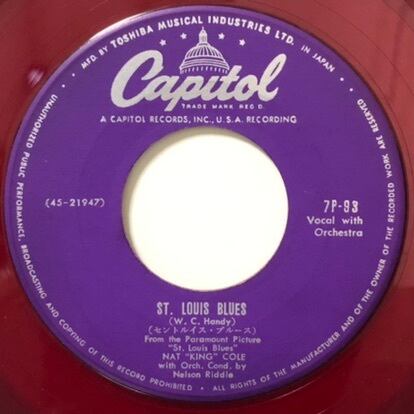 MFD. BY TOSHIBA MUSICAL INDUSTRIES LTD. IN JAPAN
Capitol
TRADE MARK REG'D.
A CAPITOL RECORDS, INC., U.S.A. RECORDING
(45-21947)
7P-93
Vocal with
Orchestra
ST. LOUIS BLUES
(W. C. Handy)
(セントルイス・ブルース)
From the Paramount Picture
"St. Louis Blues"
NAT "KING" COLE
with Orch. Cond. by
Nelson Riddle
UNAUTHORIZED PUBLIC PERFORMANCE, BROADCASTING AND COPYING OF THIS RECORD PROHIBITED • ALL RIGHTS OF THE MANUFACTURER AND OF THE OWNER OF THE RECORDED WORK ARE RESERVED